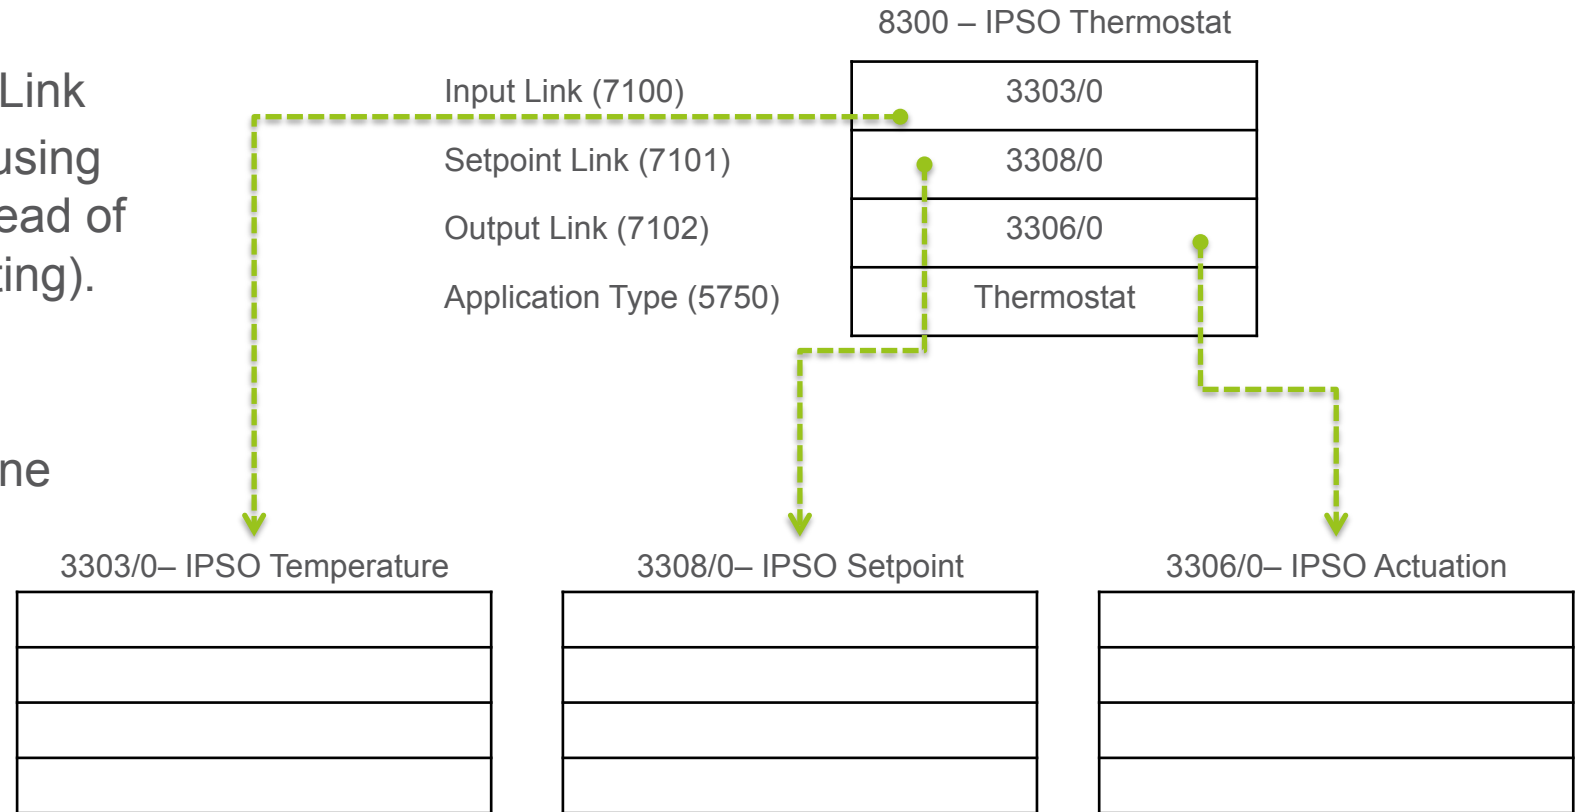 Link
using
ead of
ting).
ne
8300 – IPSO Thermostat
Input Link (7100)
3303/0
Setpoint Link (7101)
3308/0
Output Link (7102)
3306/0
Application Type (5750)
Thermostat
3303/0– IPSO Temperature
3308/0– IPSO Setpoint
3306/0– IPSO Actuation